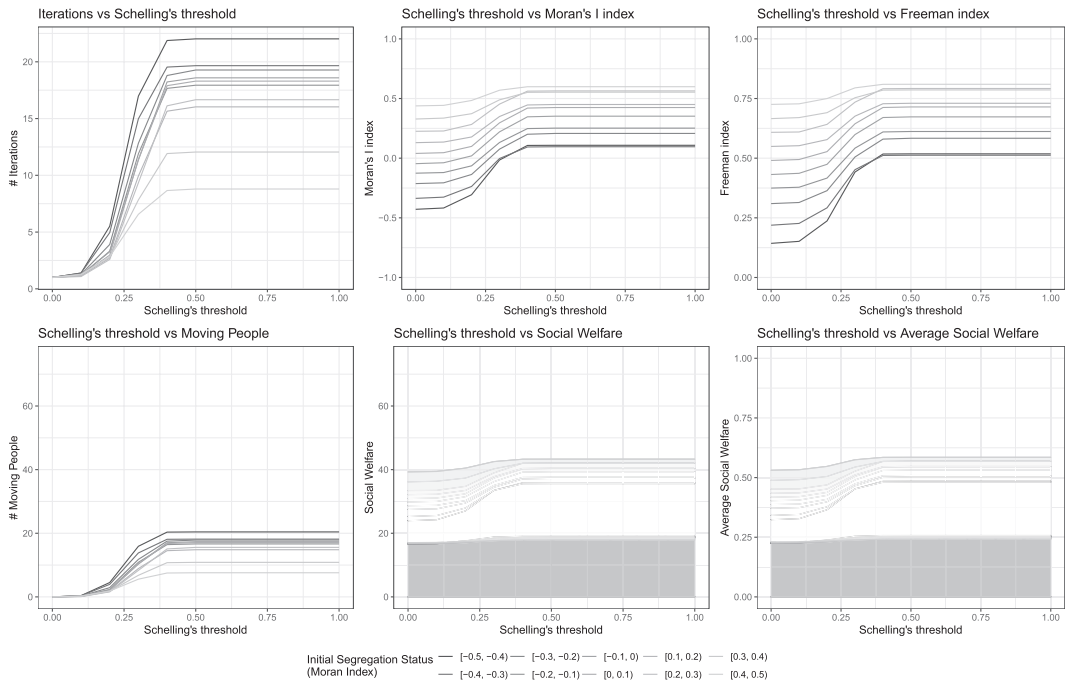 Iterations vs Schelling's threshold
# Iterations
20
15
10
5
0
0.00 0.25 0.50 0.75 1.00
Schelling's threshold
Schelling's threshold vs Moran's I index
Moran's I index
1.0
0.5
0.0
−0.5
−1.0
0.00 0.25 0.50 0.75 1.00
Schelling's threshold
Schelling's threshold vs Freeman index
Freeman index
1.00
0.75
0.50
0.25
0.00
0.00 0.25 0.50 0.75 1.00
Schelling's threshold
Schelling's threshold vs Moving People
# Moving People
60
40
20
0
0.00 0.25 0.50 0.75 1.00
Schelling's threshold
Schelling's threshold vs Social Welfare
Social Welfare
60
40
20
0
0.00 0.25 0.50 0.75 1.00
Schelling's threshold
Schelling's threshold vs Average Social Welfare
Average Social Welfare
1.00
0.75
0.50
0.25
0.00
0.00 0.25 0.50 0.75 1.00
Schelling's threshold
Initial Segregation Status
(Moran Index)
[−0.5, −0.4) [−0.3, −0.2) [−0.1, 0) [0.1, 0.2) [0.3, 0.4)
[−0.4, −0.3) [−0.2, −0.1) [0, 0.1) [0.2, 0.3) [0.4, 0.5)